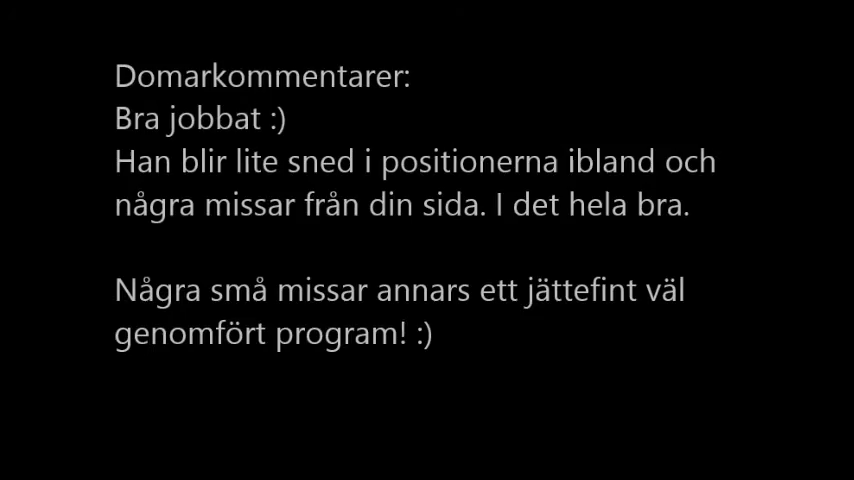 Domarkommentarer:
Bra jobbat :)
Han blir lite sned i positionerna ibland och
några missar från din sida. I det hela bra.
Några små missar annars ett jättefint väl
genomfört program! :)